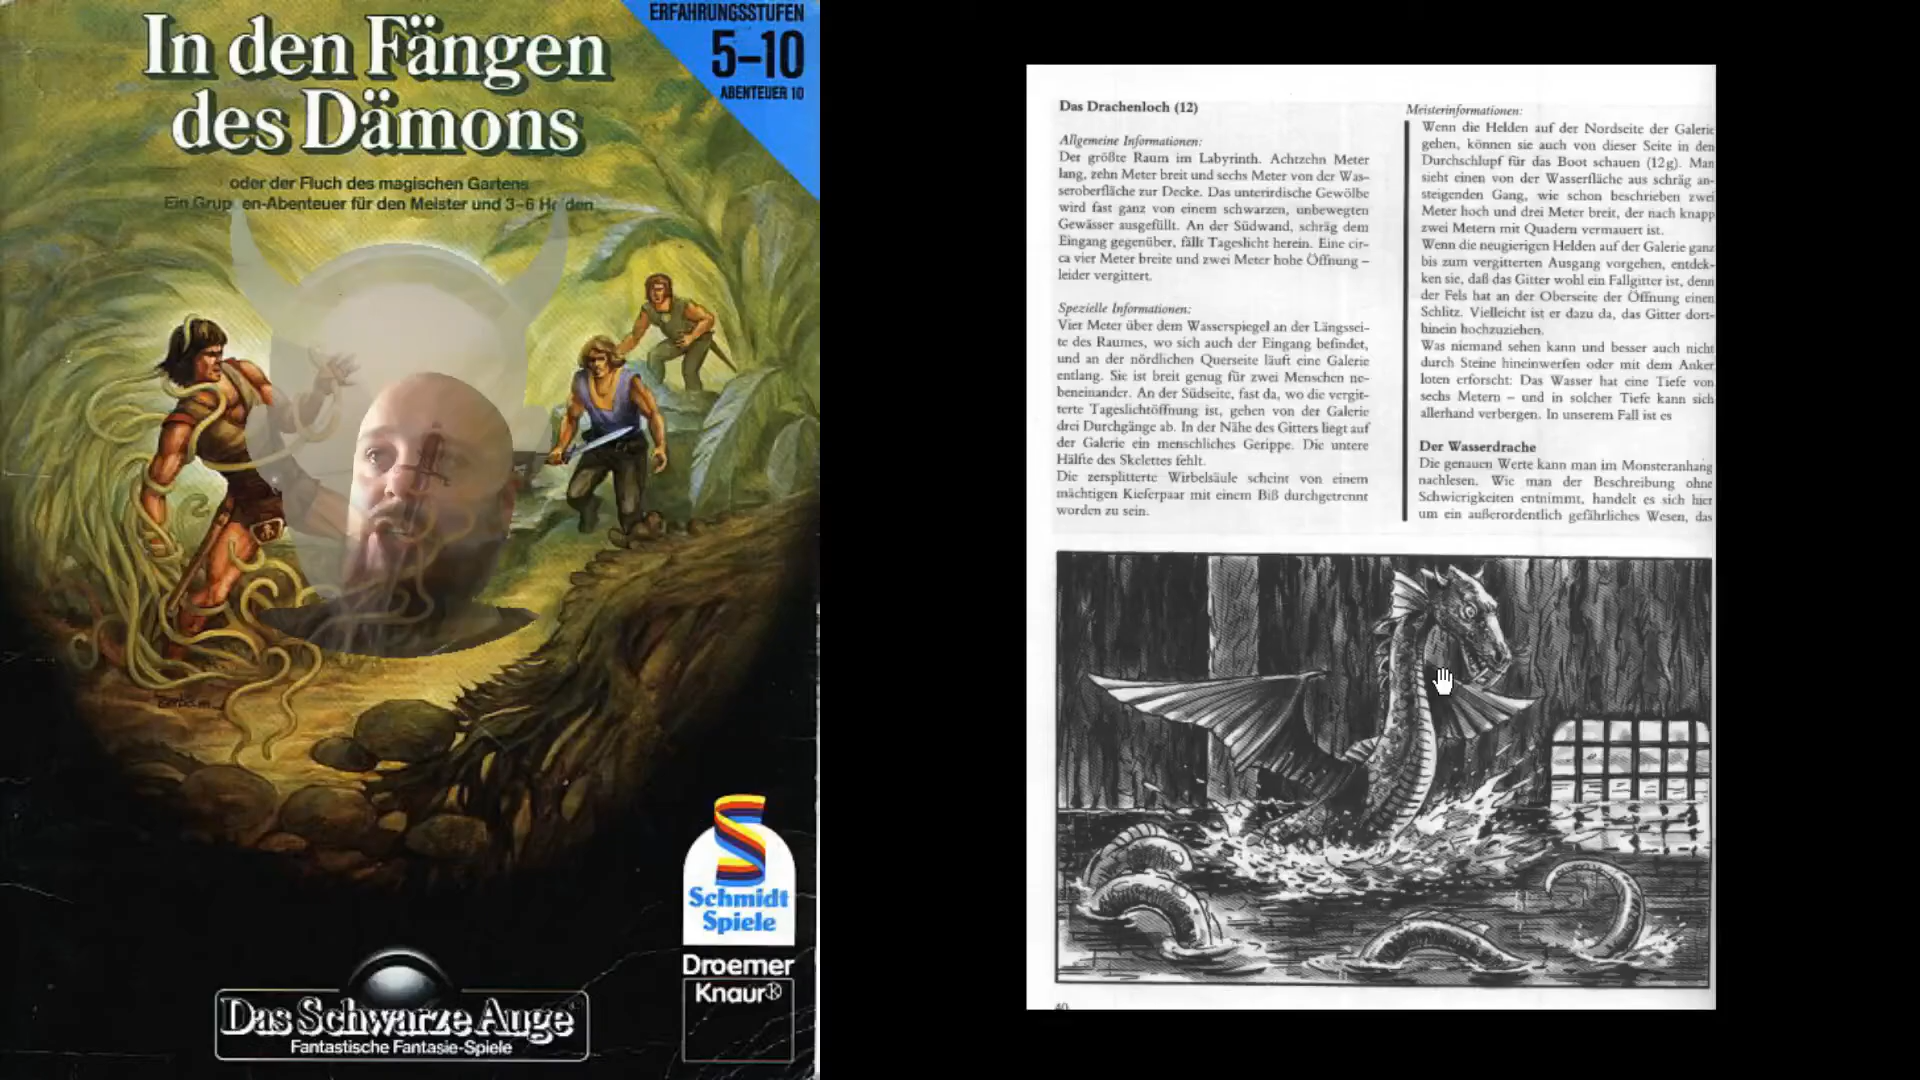 In den Fängen
des Dämons
oder der Fluch des magischen Gartens
Ein Grup en-Abenteuer für den Meister und 3-6 He den
ERFAHRUNGSSTUFEN
5-10
ABENTEUER 10
Schmidt
Spiele
Droemer
Knaur
Das Schwarze Auge
Fantastische Fantasie-Spiele
Das Drachenloch (12)
Allgemeine Informationen:
Der größte Raum im Labyrinth. Achtzehn Meter
lang, zehn Meter breit und sechs Meter von der Was-
seroberfläche zur Decke. Das unterirdische Gewölbe
wird fast ganz von einem schwarzen, unbewegten
Gewässer ausgefüllt. An der Südwand, schräg dem
Eingang gegenüber, fällt Tageslicht herein. Eine cir-
ca vier Meter breite und zwei Meter hohe Öffnung –
leider vergittert.
Spezielle Informationen:
Vier Meter über dem Wasserspiegel an der Längssei-
te des Raumes, wo sich auch der Eingang befindet,
und an der nördlichen Querseite läuft eine Galerie
entlang. Sie ist breit genug für zwei Menschen ne-
beneinander. An der Südseite, fast da, wo die vergit-
terte Tageslichtöffnung ist, gehen von der Galerie
drei Durchgänge ab. In der Nähe des Gitters liegt auf
der Galerie ein menschliches Gerippe. Die untere
Hälfte des Skelettes fehlt.
Die zersplitterte Wirbelsäule scheint von einem
mächtigen Kieferpaar mit einem Biß durchgetrennt
worden zu sein.
Meisterinformationen:
Wenn die Helden auf der Nordseite der Galerie
gehen, können sie auch von dieser Seite in den
Durchschlupf für das Boot schauen (12g). Man
sieht einen von der Wasserfläche aus schräg an-
steigenden Gang, wie schon beschrieben zwei
Meter hoch und drei Meter breit, der nach knapp
zwei Metern mit Quadern vermauert ist.
Wenn die neugierigen Helden auf der Galerie ganz
bis zum vergitterten Ausgang vorgehen, entdek-
ken sie, daß das Gitter wohl ein Fallgitter ist, denn
der Fels hat an der Oberseite der Öffnung einen
Schlitz. Vielleicht ist er dazu da, das Gitter dort-
hinein hochzuziehen.
Was niemand sehen kann und besser auch nicht
durch Steine hineinwerfen oder mit dem Anker
loten erforscht: Das Wasser hat eine Tiefe von
sechs Metern – und in solcher Tiefe kann sich
allerhand verbergen. In unserem Fall ist es
Der Wasserdrache
Die genauen Werte kann man im Monsteranhang
nachlesen. Wie man der Beschreibung ohne
Schwierigkeiten entnimmt, handelt es sich hier
um ein außerordentlich gefährliches Wesen, das